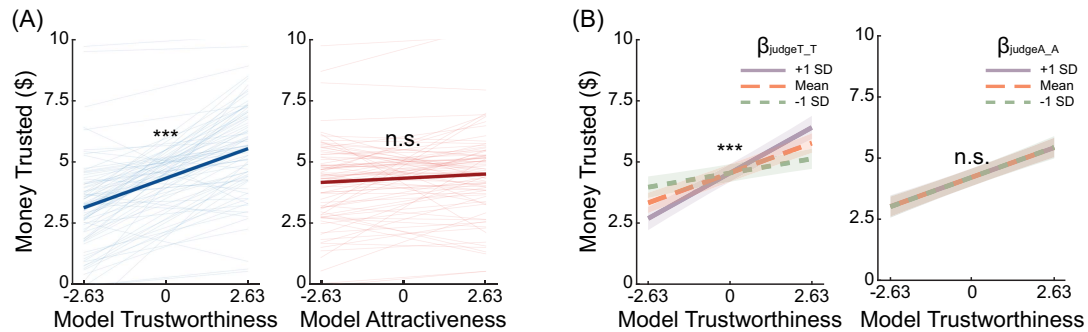 (A)
Money Trusted ($)
10
7.5
5
2.5
0
***
-2.63 0 2.63
Model Trustworthiness
10
7.5
5
2.5
0
n.s.
-2.63 0 2.63
Model Attractiveness
(B)
Money Trusted ($)
10
7.5
5
2.5
0
βjudgeT_T
+1 SD
Mean
-1 SD
***
-2.63 0 2.63
Model Trustworthiness
10
7.5
5
2.5
0
βjudgeA_A
+1 SD
Mean
-1 SD
n.s.
-2.63 0 2.63
Model Trustworthiness